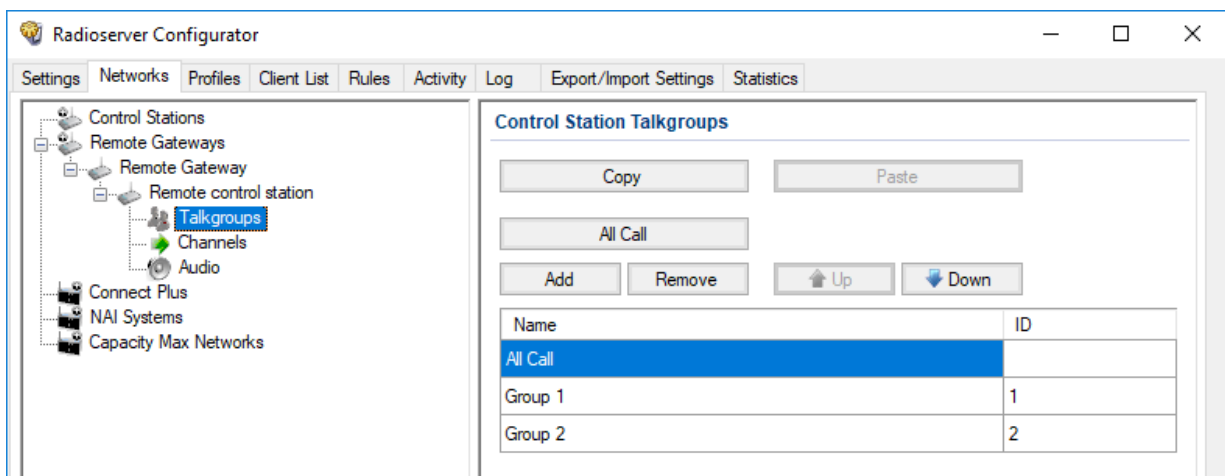 Radioserver Configurator
Settings Networks Profiles Client List Rules Activity Log Export/Import Settings Statistics
Control Stations
Remote Gateways
Remote Gateway
Remote control station
Talkgroups
Channels
Audio
Connect Plus
NAI Systems
Capacity Max Networks
Control Station Talkgroups
Copy Paste
All Call
Add Remove Up Down
Name ID
All Call
Group 1 1
Group 2 2